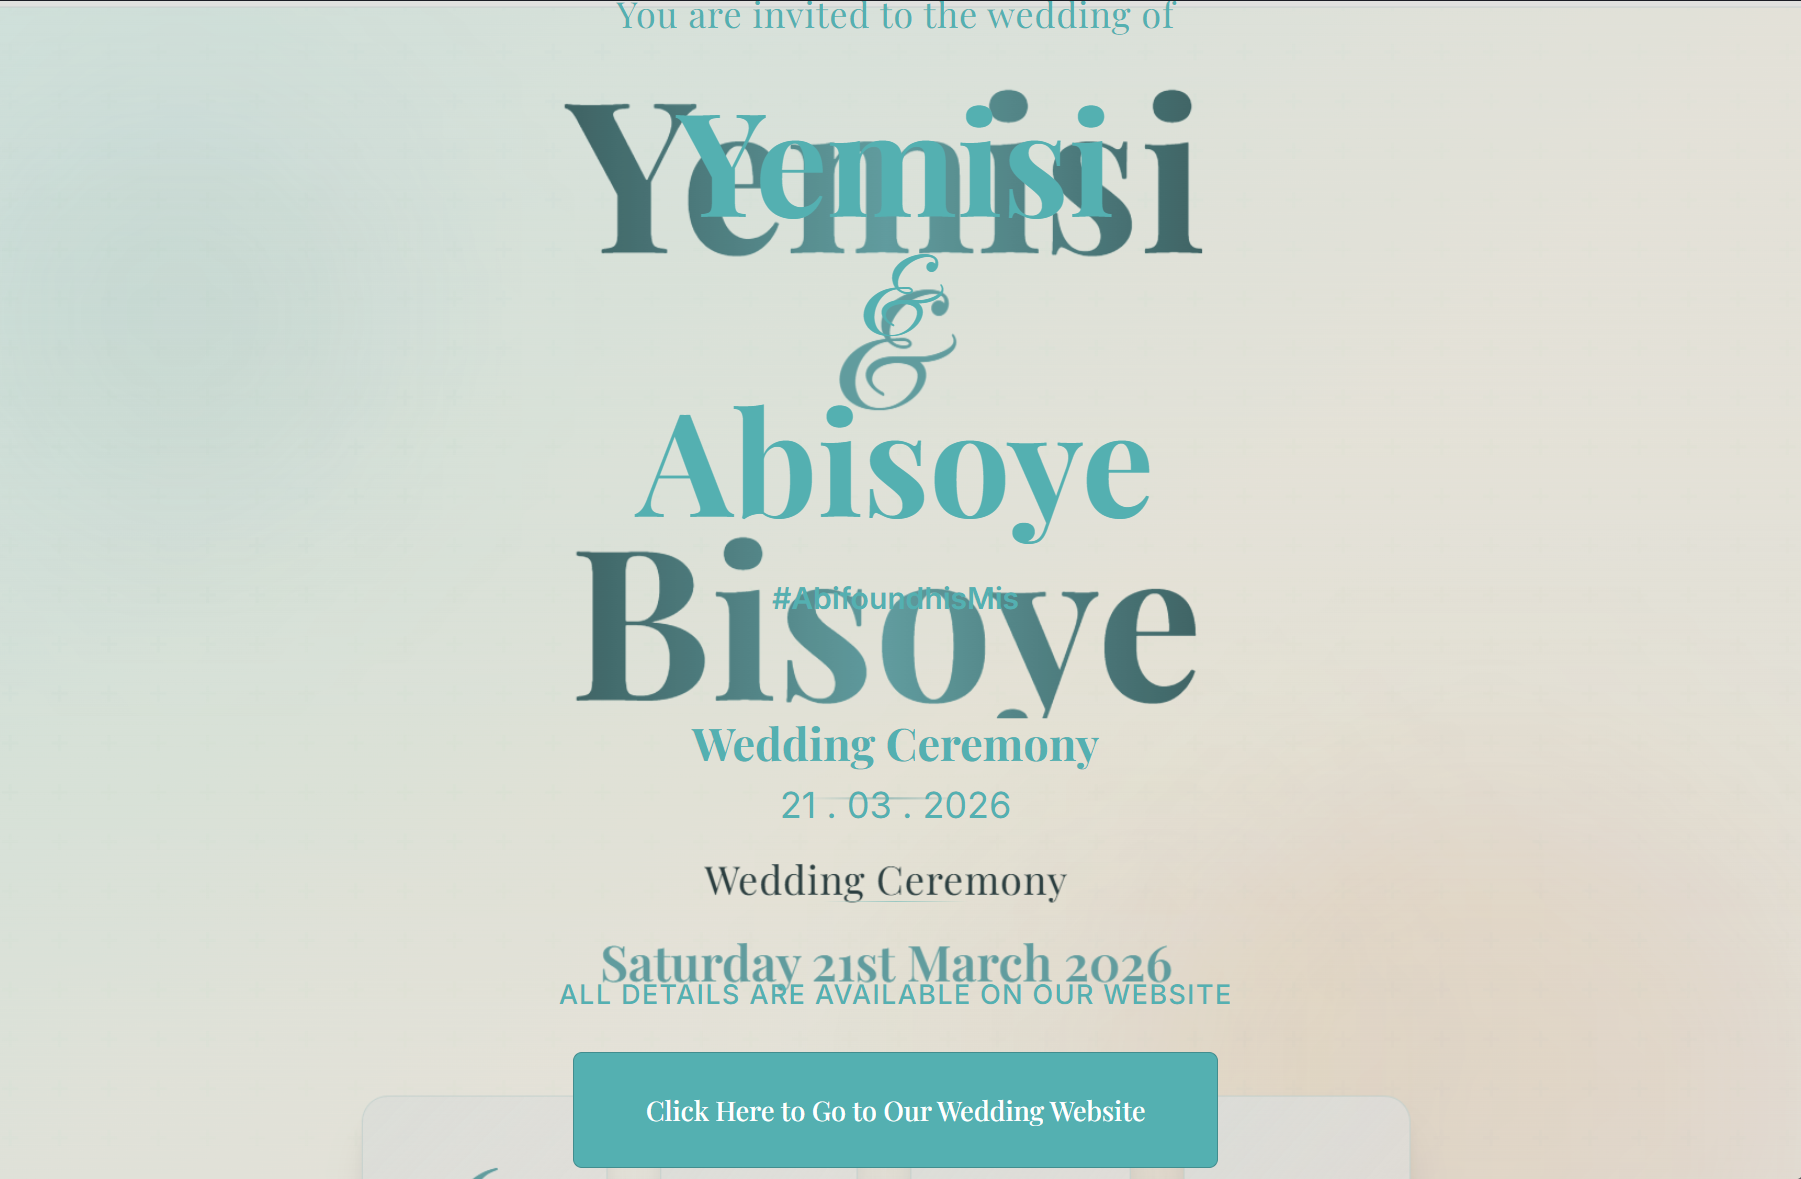 You are invited to the wedding of
Yemisi
Yemisi
&
&
Abisoye
Bisoye
#AbifoundhisMis
Wedding Ceremony
21 . 03 . 2026
Wedding Ceremony
Saturday 21st March 2026
ALL DETAILS ARE AVAILABLE ON OUR WEBSITE
Click Here to Go to Our Wedding Website